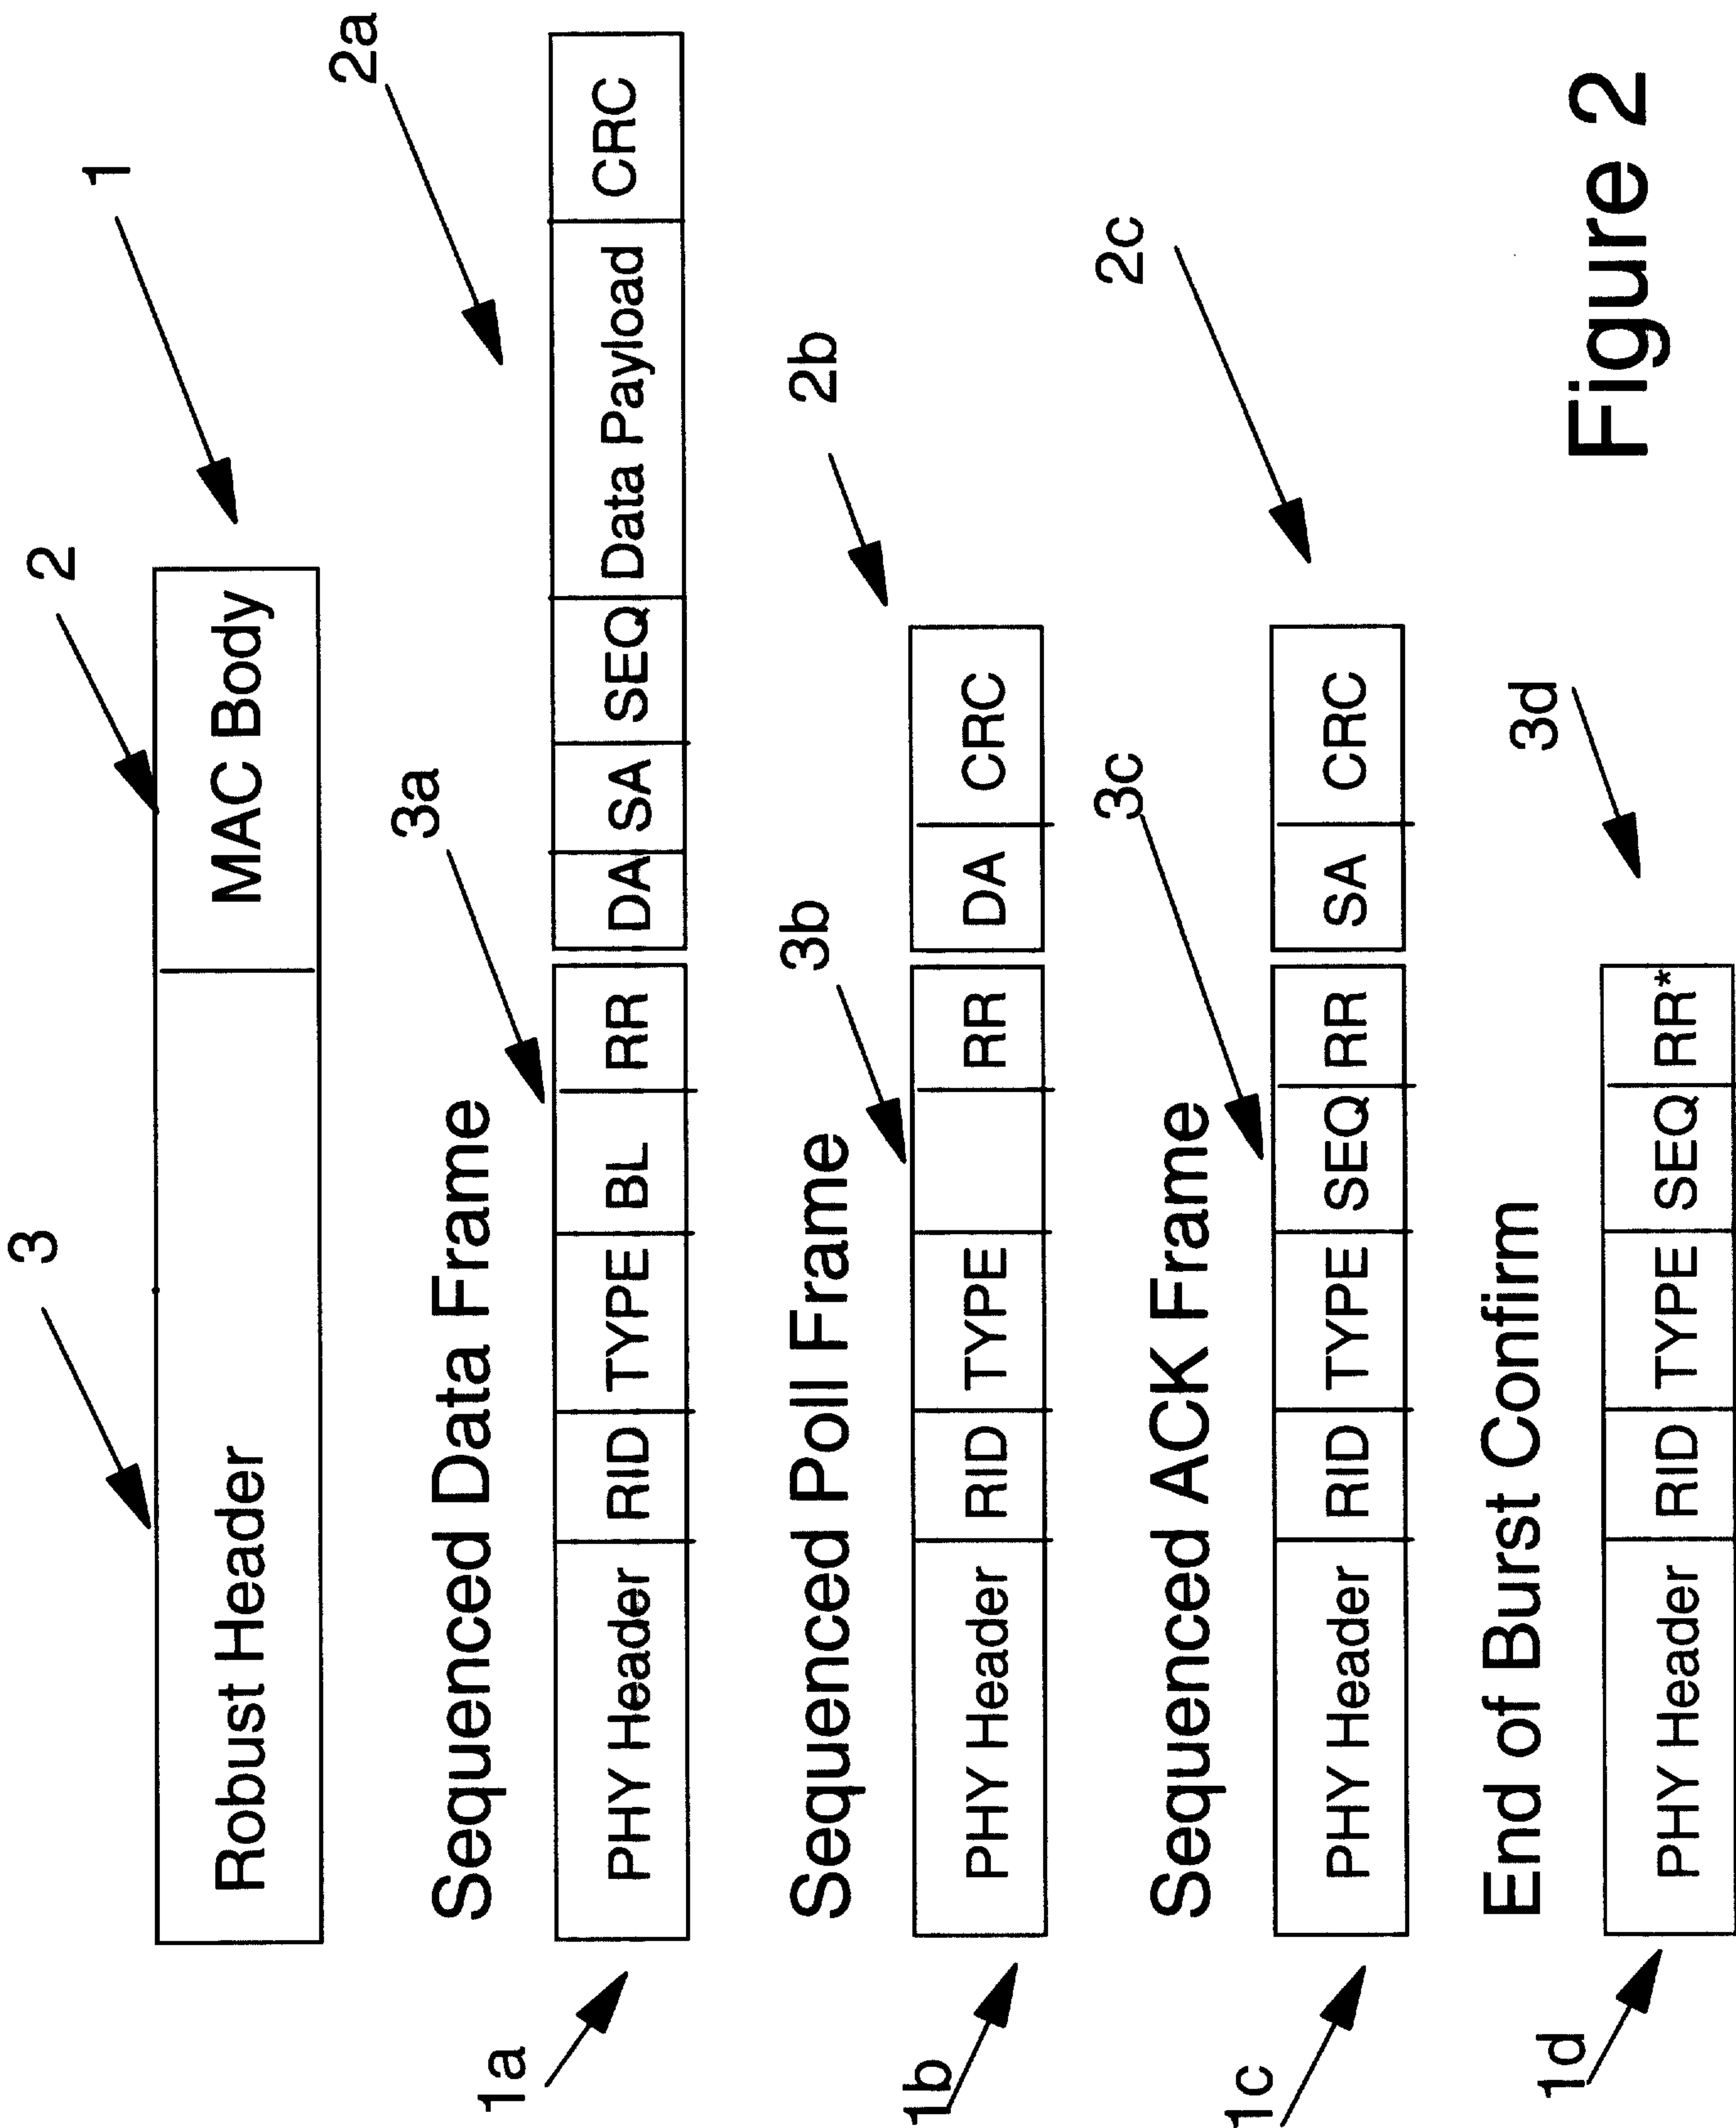 3
2
1
Robust Header MAC Body
2a
3a
Sequenced Data Frame
PHY Header RID TYPE BL RR DA SA SEQ Data Payload CRC
1a
2b
3b
Sequenced Poll Frame
PHY Header RID TYPE RR DA CRC
1b
2c
3c
Sequenced ACK Frame
PHY Header RID TYPE SEQ RR SA CRC
1c
3d
End of Burst Confirm
PHY Header RID TYPE SEQ RR*
1d
Figure 2